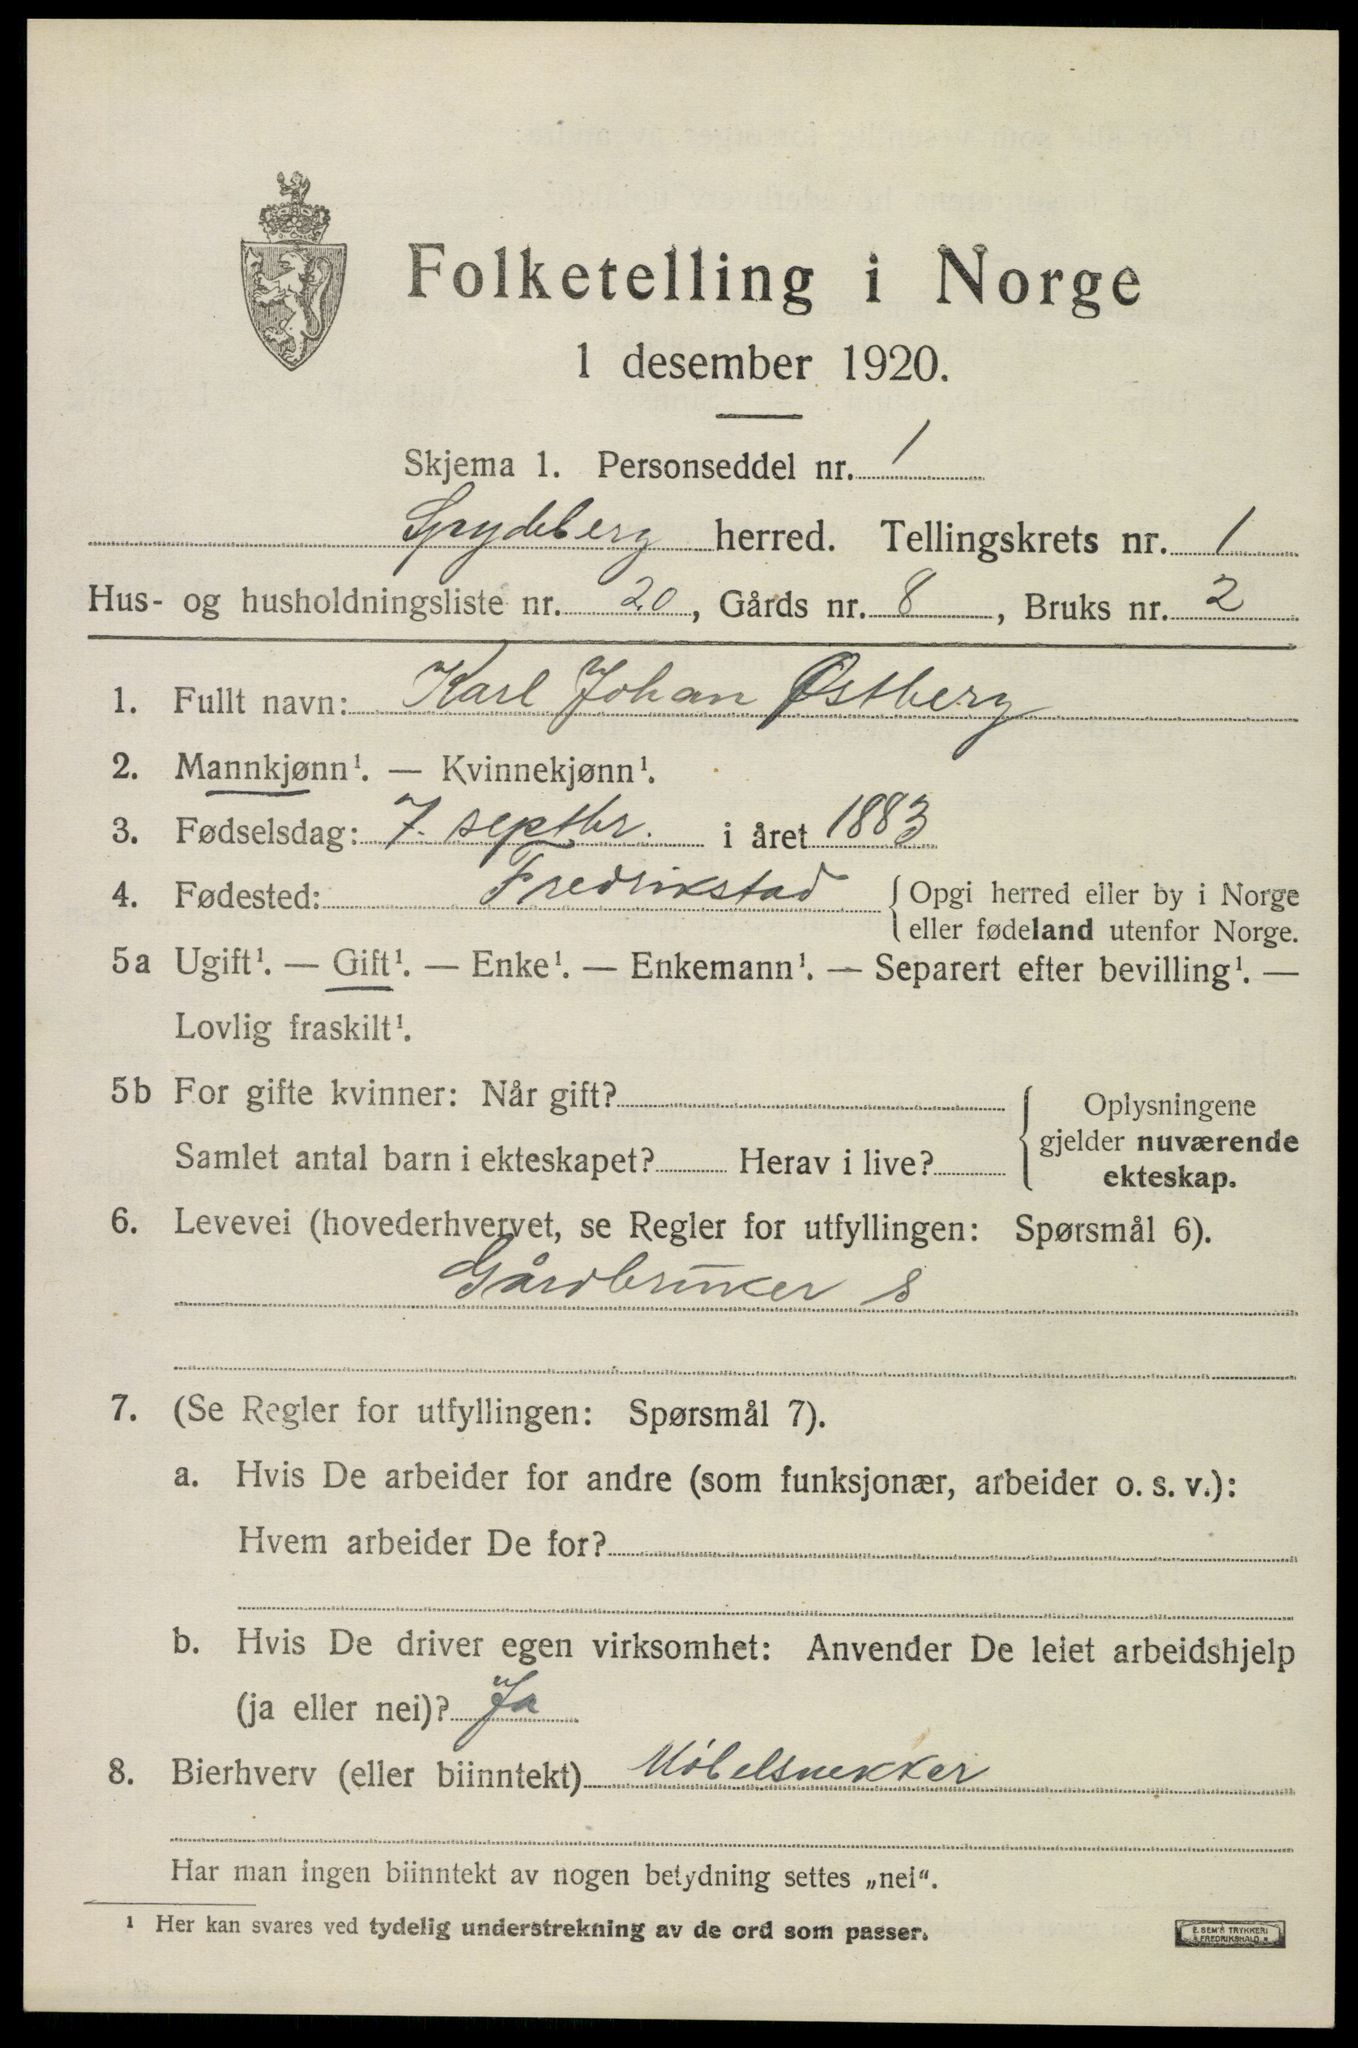 Folketelling i Norge
1 desember 1920.
Skjema 1. Personseddel nr. 1
Spydeberg herred. Tellingskrets nr. 1
Hus- og husholdningsliste nr. 20, Gårds nr. 8, Bruks nr. 2
1. Fullt navn: Karl Johan Østberg
2. Mannkjønn¹. — Kvinnekjønn¹.
3. Fødselsdag: 7. septbr. i året 1883
4. Fødested: Fredrikstad { Opgi herred eller by i Norge
eller fødeland utenfor Norge.
5a Ugift¹. — Gift¹. — Enke¹. — Enkemann¹. — Separert efter bevilling¹. —
Lovlig fraskilt¹.
5b For gifte kvinner: Når gift?
Samlet antal barn i ekteskapet? Herav i live?
{ Oplysningene
gjelder nuværende
ekteskap.
6. Levevei (hovederhvervet, se Regler for utfyllingen: Spørsmål 6).
Gårdbruker s
7. (Se Regler for utfyllingen: Spørsmål 7).
a. Hvis De arbeider for andre (som funksjonær, arbeider o. s. v.):
Hvem arbeider De for?
b. Hvis De driver egen virksomhet: Anvender De leiet arbeidshjelp
(ja eller nei)? Ja
8. Bierhverv (eller biinntekt) Møbelsnekker
Har man ingen biinntekt av nogen betydning settes „nei“.
¹ Her kan svares ved tydelig understrekning av de ord som passer.
E. SEM'S TRYKKERI
FREDRIKSHALD